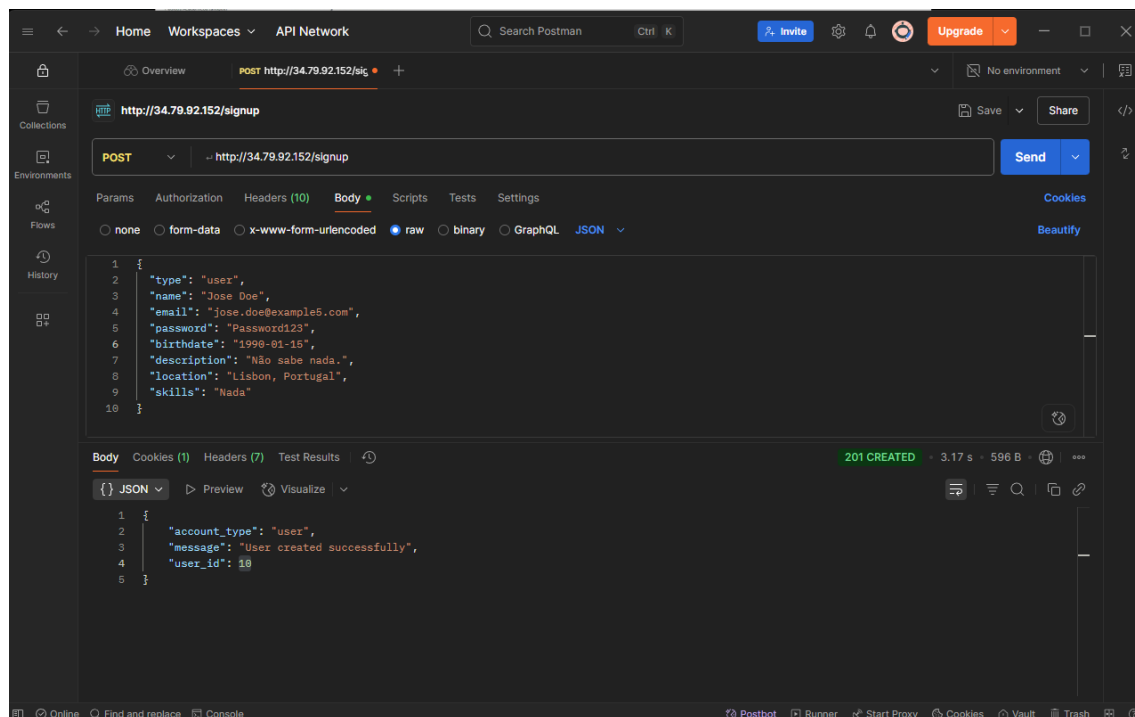 Home Workspaces API Network Search Postman Ctrl K Invite Upgrade
Overview POST http://34.79.92.152/sig No environment
HTTP http://34.79.92.152/signup Save Share
Collections
POST http://34.79.92.152/signup Send
Environments
Params Authorization Headers (10) Body Scripts Tests Settings Cookies
Flows
none form-data x-www-form-urlencoded raw binary GraphQL JSON Beautify
History
1 {
2 "type": "user",
3 "name": "Jose Doe",
4 "email": "jose.doe@example5.com",
5 "password": "Password123",
6 "birthdate": "1990-01-15",
7 "description": "Não sabe nada.",
8 "location": "Lisbon, Portugal",
9 "skills": "Nada"
10 }
Body Cookies (1) Headers (7) Test Results 201 CREATED 3.17 s 596 B
{} JSON Preview Visualize
1 {
2 "account_type": "user",
3 "message": "User created successfully",
4 "user_id": 10
5 }
Online Find and replace Console Postbot Runner Start Proxy Cookies Vault Trash